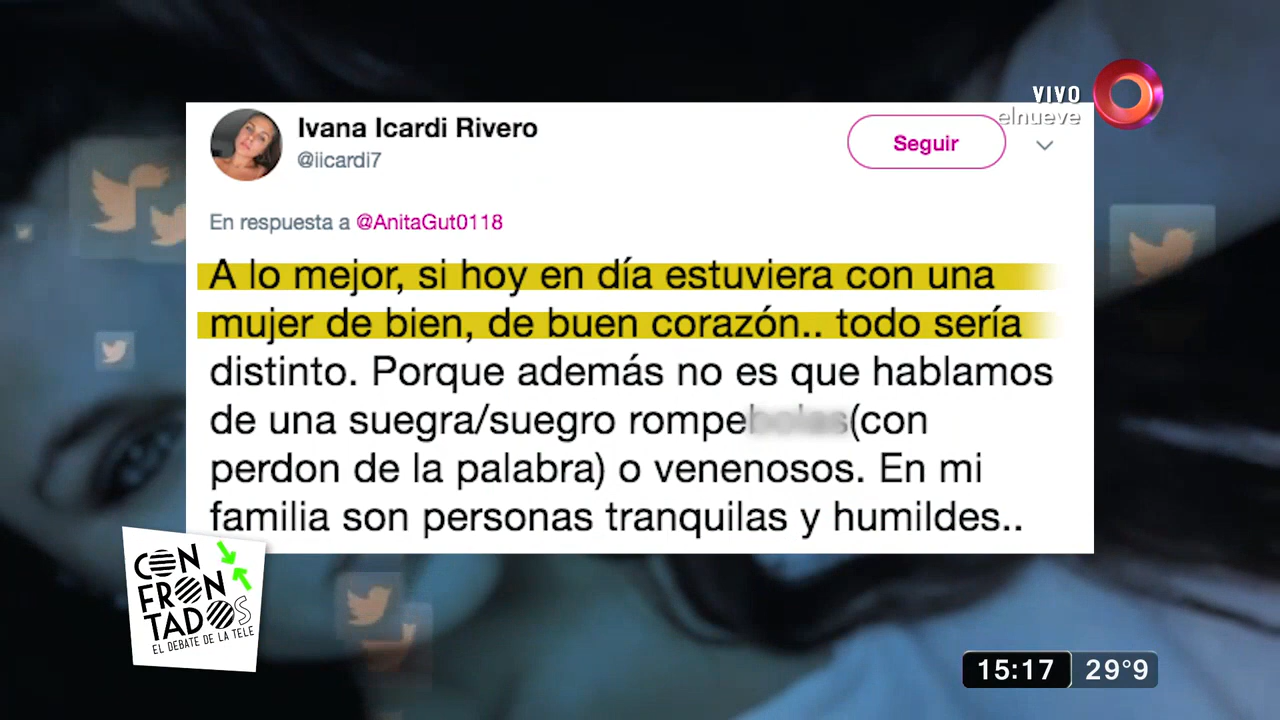 VIVO
elnueve
Ivana Icardi Rivero
@iicardi7
Seguir
En respuesta a @AnitaGut0118
A lo mejor, si hoy en día estuviera con una
mujer de bien, de buen corazón.. todo sería
distinto. Porque además no es que hablamos
de una suegra/suegro rompebolas(con
perdon de la palabra) o venenosos. En mi
familia son personas tranquilas y humildes..
CON
FRON
TADOS
EL DEBATE DE LA TELE
15:17 29°9